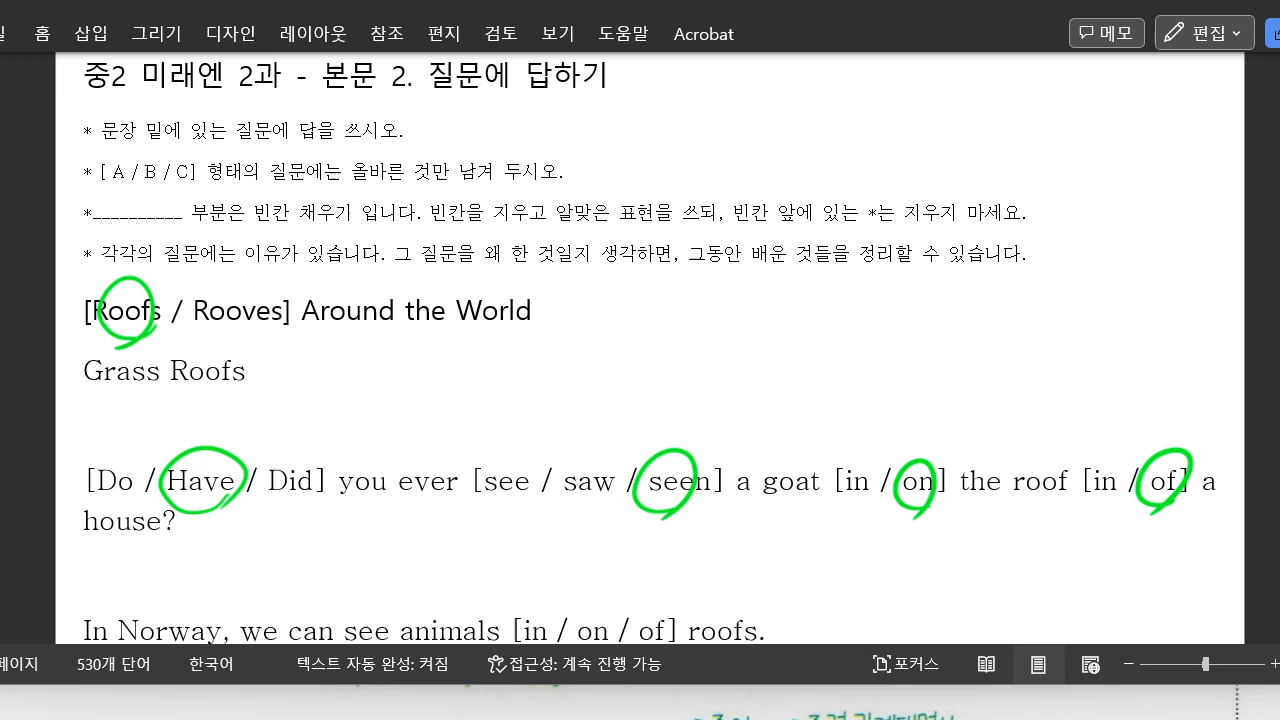 홈 삽입 그리기 디자인 레이아웃 참조 편지 검토 보기 도움말 Acrobat 메모 편집
중2 미래엔 2과 - 본문 2. 질문에 답하기
* 문장 밑에 있는 질문에 답을 쓰시오.
* [ A / B / C] 형태의 질문에는 올바른 것만 남겨 두시오.
*__________ 부분은 빈칸 채우기 입니다. 빈칸을 지우고 알맞은 표현을 쓰되, 빈칸 앞에 있는 *는 지우지 마세요.
* 각각의 질문에는 이유가 있습니다. 그 질문을 왜 한 것일지 생각하면, 그동안 배운 것들을 정리할 수 있습니다.
[Roofs / Rooves] Around the World
Grass Roofs
[Do / Have / Did] you ever [see / saw / seen] a goat [in / on] the roof [in / of] a
house?
In Norway, we can see animals [in / on / of] roofs.
페이지 530개 단어 한국어 텍스트 자동 완성: 켜짐 접근성: 계속 진행 가능 포커스